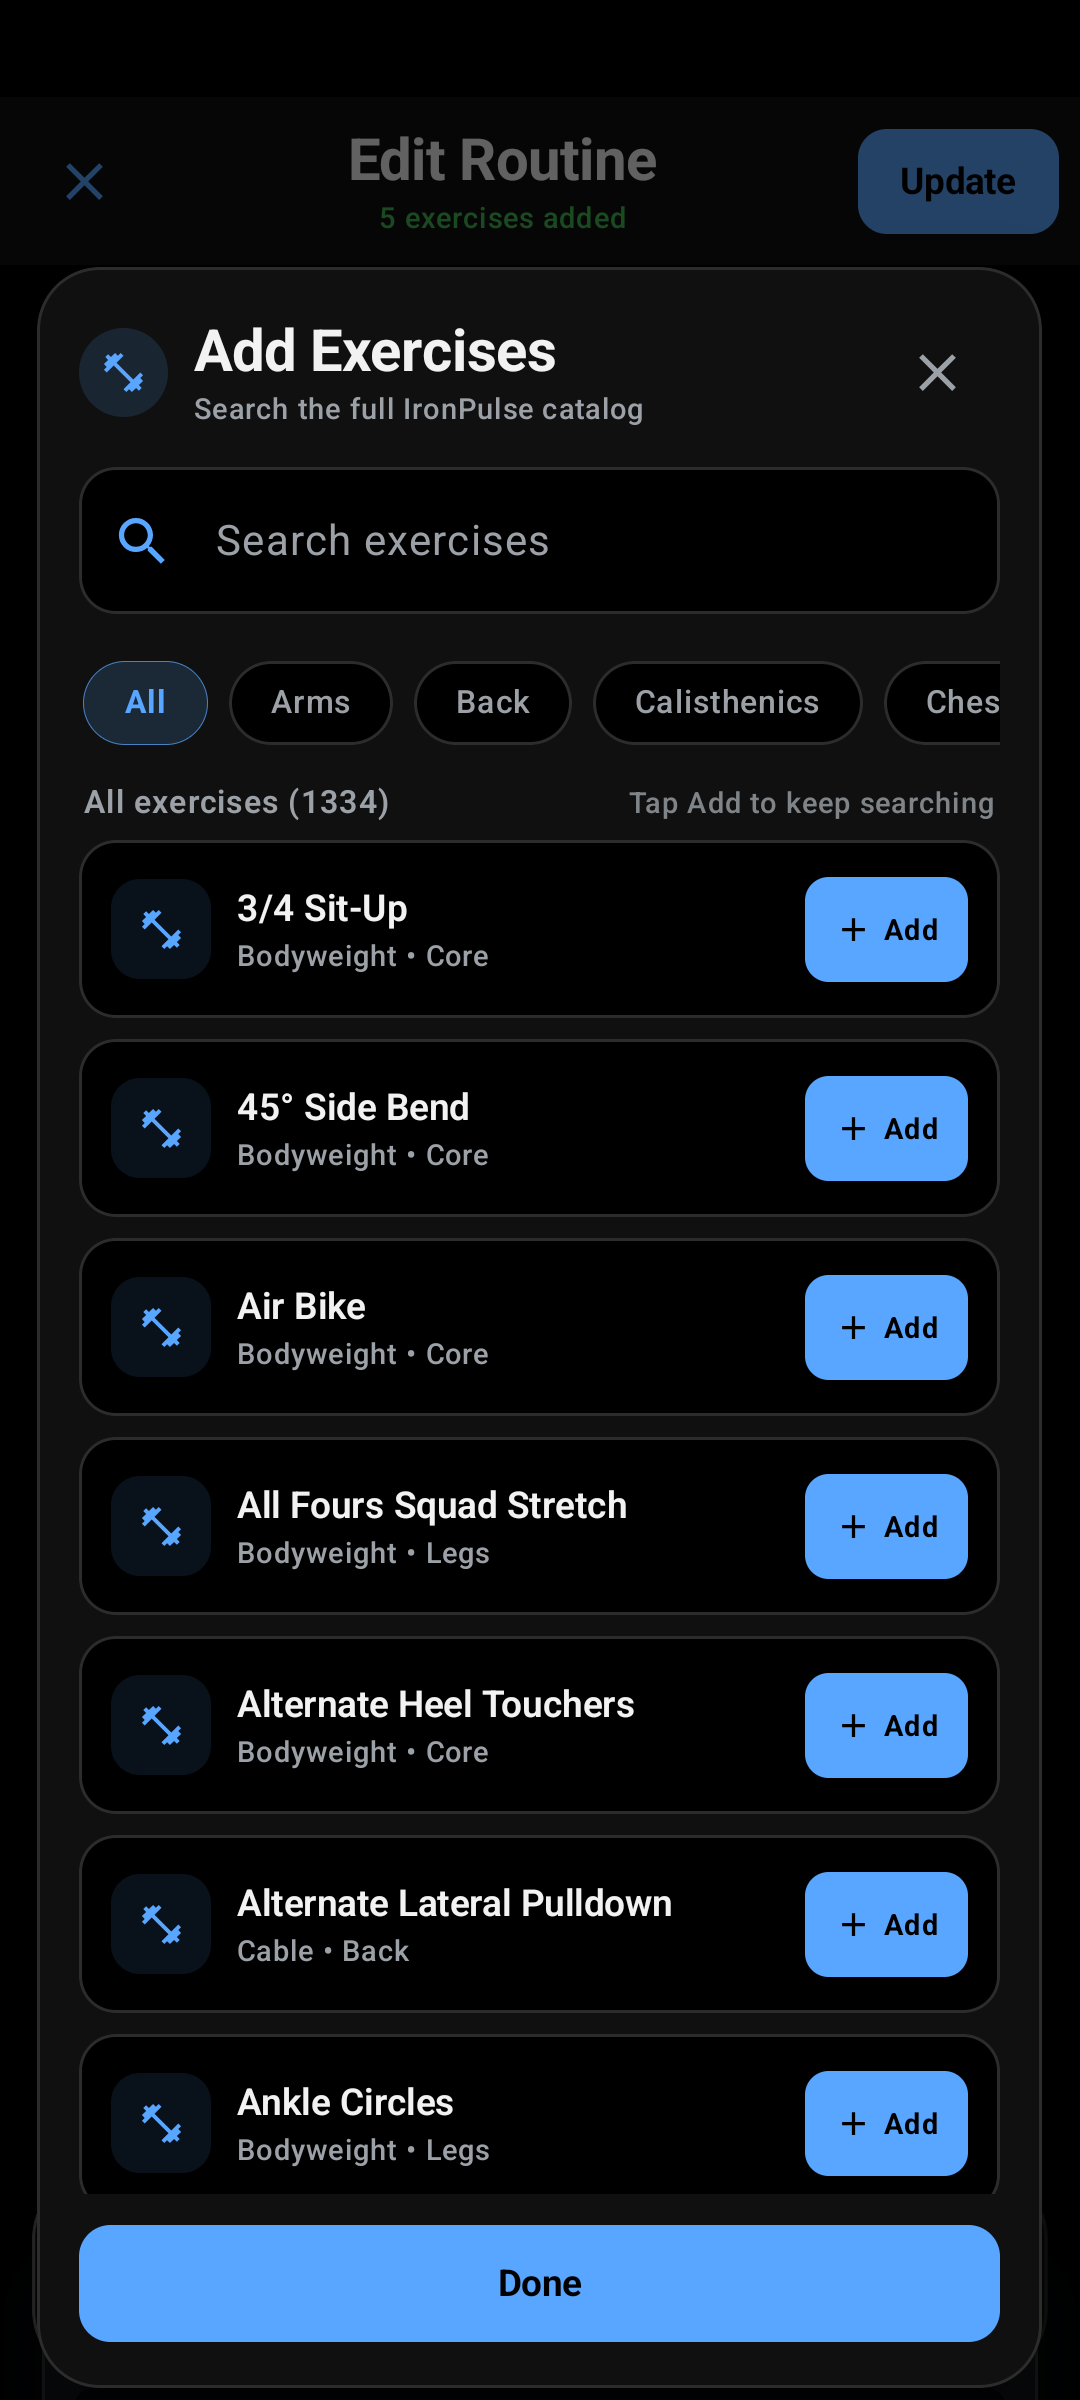 Edit Routine
5 exercises added
Update
Add Exercises
Search the full IronPulse catalog
Search exercises
All
Arms
Back
Calisthenics
Ches
All exercises (1334)
Tap Add to keep searching
3/4 Sit-Up
Bodyweight • Core
+ Add
45° Side Bend
Bodyweight • Core
+ Add
Air Bike
Bodyweight • Core
+ Add
All Fours Squad Stretch
Bodyweight • Legs
+ Add
Alternate Heel Touchers
Bodyweight • Core
+ Add
Alternate Lateral Pulldown
Cable • Back
+ Add
Ankle Circles
Bodyweight • Legs
+ Add
Done